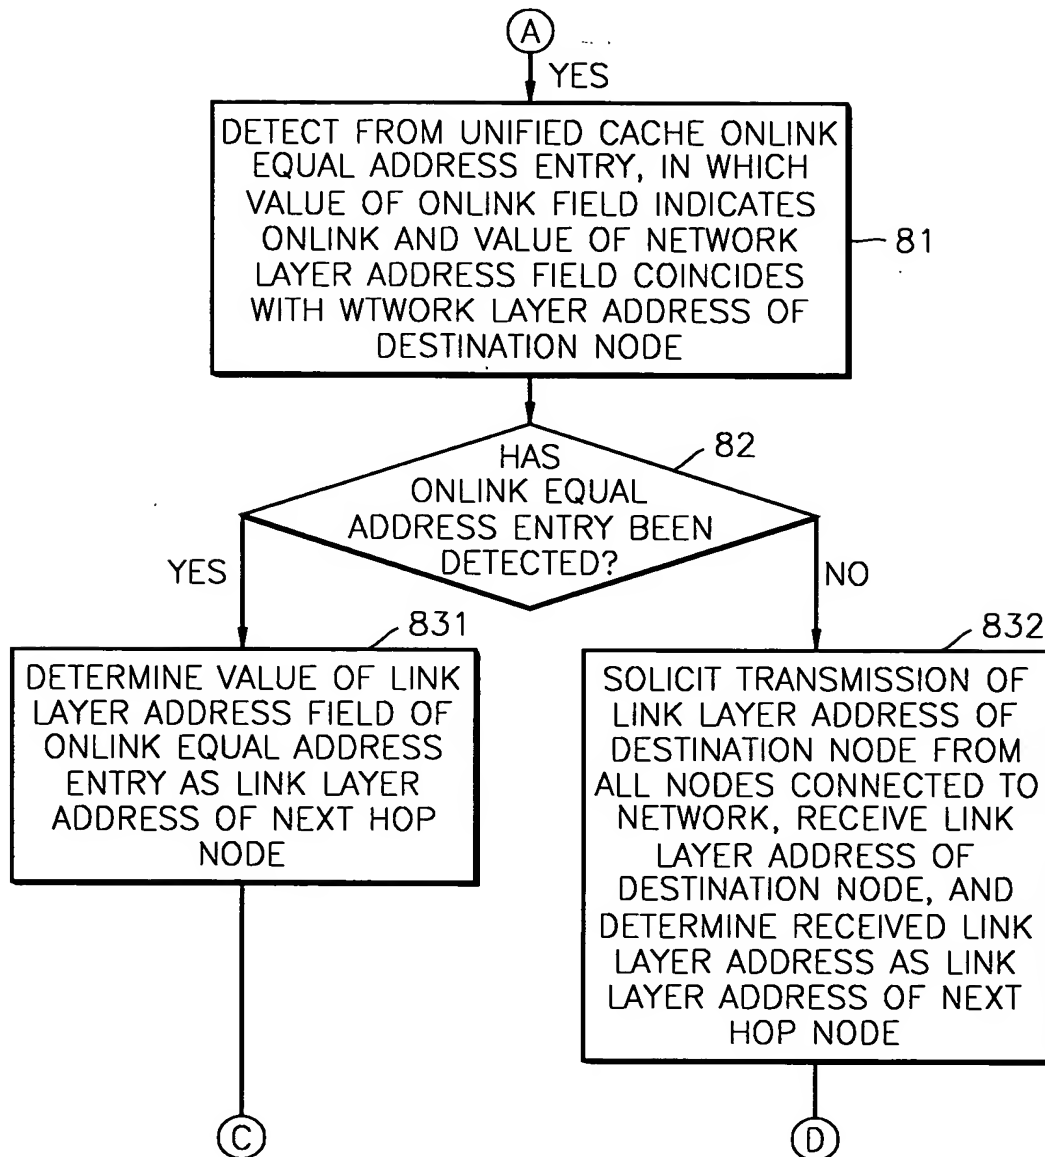 A
YES
DETECT FROM UNIFIED CACHE ONLINK
EQUAL ADDRESS ENTRY, IN WHICH
VALUE OF ONLINK FIELD INDICATES
ONLINK AND VALUE OF NETWORK
LAYER ADDRESS FIELD COINCIDES
WITH WTWORK LAYER ADDRESS OF
DESTINATION NODE
81
82
HAS
ONLINK EQUAL
ADDRESS ENTRY BEEN
DETECTED?
YES
NO
831
DETERMINE VALUE OF LINK
LAYER ADDRESS FIELD OF
ONLINK EQUAL ADDRESS
ENTRY AS LINK LAYER
ADDRESS OF NEXT HOP
NODE
832
SOLICIT TRANSMISSION OF
LINK LAYER ADDRESS OF
DESTINATION NODE FROM
ALL NODES CONNECTED TO
NETWORK, RECEIVE LINK
LAYER ADDRESS OF
DESTINATION NODE, AND
DETERMINE RECEIVED LINK
LAYER ADDRESS AS LINK
LAYER ADDRESS OF NEXT
HOP NODE
C
D